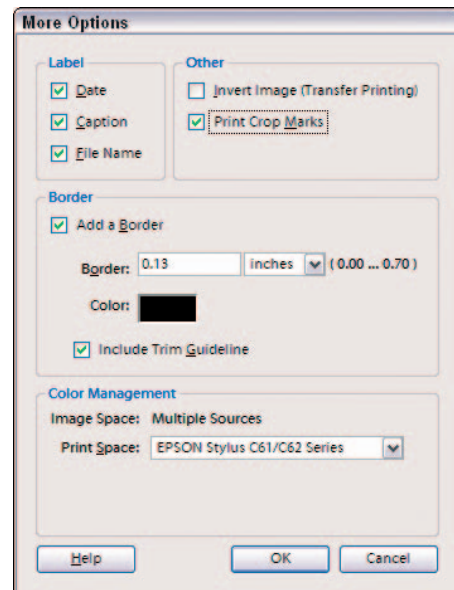 More Options
Label
Date
Caption
File Name
Other
Invert Image (Transfer Printing)
Print Crop Marks
Border
Add a Border
Border: 0.13 inches ( 0.00 ... 0.70 )
Color:
Include Trim Guideline
Color Management
Image Space: Multiple Sources
Print Space: EPSON Stylus C61/C62 Series
Help OK Cancel